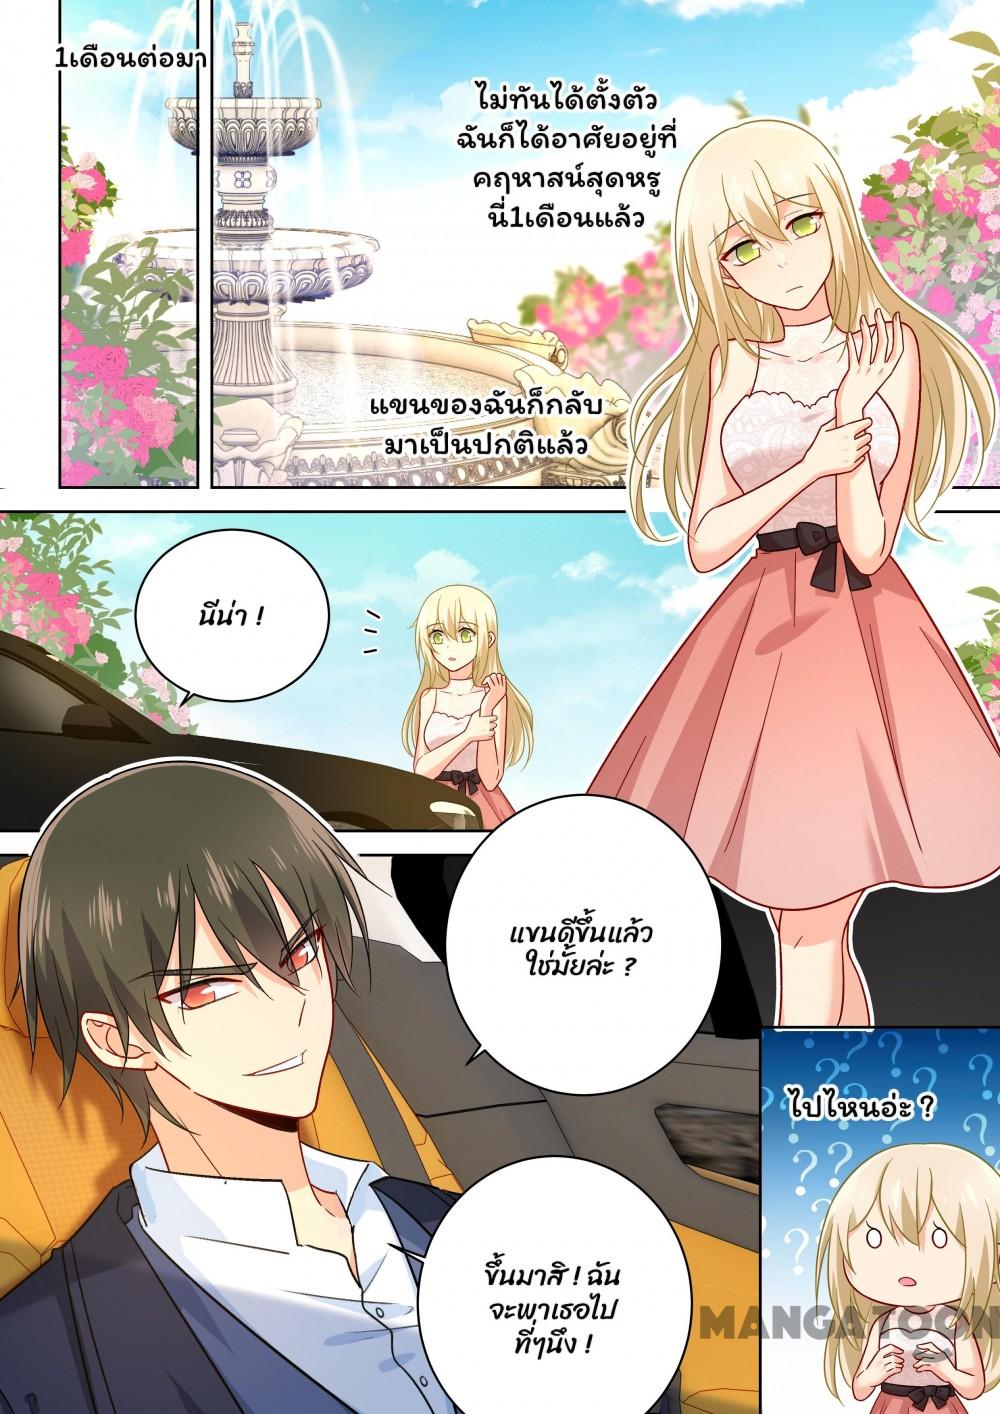 1เดือนต่อมา
ไม่ทันได้ตั้งตัว
ฉันก็ได้อาศัยอยู่ที่
คฤหาสน์สุดหรู
นี่1เดือนแล้ว
แขนของฉันก็กลับ
มาเป็นปกติแล้ว
นีน่า !
แขนดีขึ้นแล้ว
ใช่มั้ยล่ะ ?
ไปไหนอ่ะ ?
ขึ้นมาสิ ! ฉัน
จะพาเธอไป
ที่ๆนึง !
MANGATOON